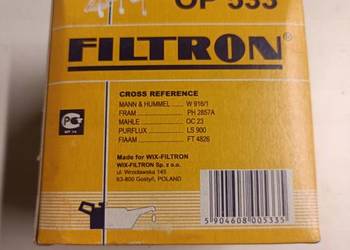 OP 533
FILTRON®
CROSS REFERENCE
MANN & HUMMEL ... W 916/1
FRAM ... PH 2857A
MAHLE ... OC 23
PURFLUX ... LS 900
FIAAM ... FT 4826
Made for WIX-FILTRON
WIX-FILTRON Sp. z o.o.
ul. Wrocławska 145
63-800 Gostyń, POLAND
5 904608 005335